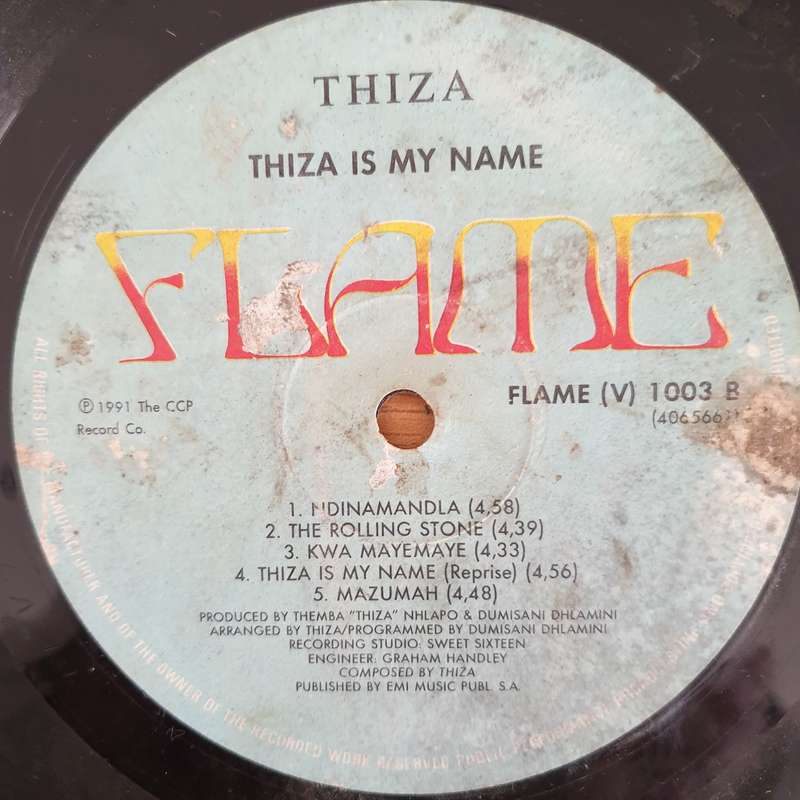 THIZA
THIZA IS MY NAME
FLAME
℗ 1991 The CCP
Record Co.
FLAME (V) 1003 B
1. NDINAMANDLA (4,58)
2. THE ROLLING STONE (4,39)
3. KWA MAYEMAYE (4,33)
4. THIZA IS MY NAME (Reprise) (4,56)
5. MAZUMAH (4,48)
PRODUCED BY THEMBA "THIZA" NHLAPO & DUMISANI DHLAMINI
ARRANGED BY THIZA/PROGRAMMED BY DUMISANI DHLAMINI
RECORDING STUDIO: SWEET SIXTEEN
ENGINEER: GRAHAM HANDLEY
COMPOSED BY THIZA
PUBLISHED BY EMI MUSIC PUBL. S.A.
ALL RIGHTS OF MANUFACTURER AND OF THE OWNER OF THE RECORDED WORK RESERVED PUBLIC